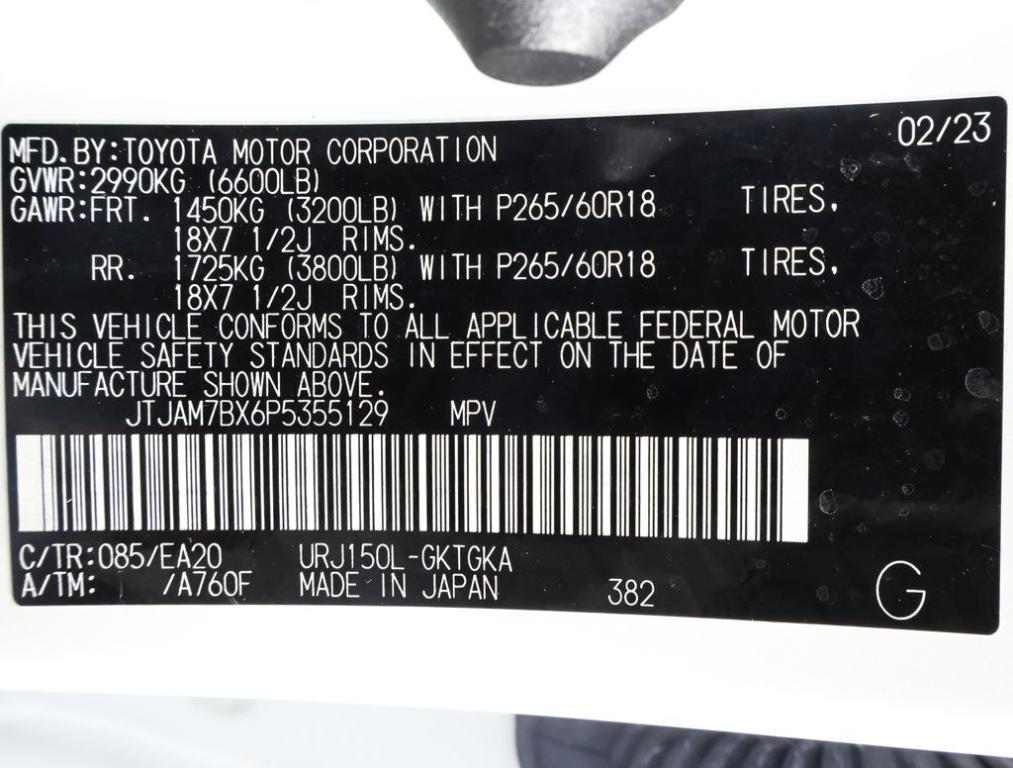 02/23
MFD.BY:TOYOTA MOTOR CORPORATION
GVWR:2990KG (6600LB)
GAWR:FRT. 1450KG (3200LB) WITH P265/60R18 TIRES,
18X7 1/2J RIMS.
RR. 1725KG (3800LB) WITH P265/60R18 TIRES,
18X7 1/2J RIMS.
THIS VEHICLE CONFORMS TO ALL APPLICABLE FEDERAL MOTOR
VEHICLE SAFETY STANDARDS IN EFFECT ON THE DATE OF
MANUFACTURE SHOWN ABOVE.
JTJAM7BX6P5355129 MPV
C/TR:085/EA20 URJ150L-GKTGKA
A/TM: /A760F MADE IN JAPAN 382 G